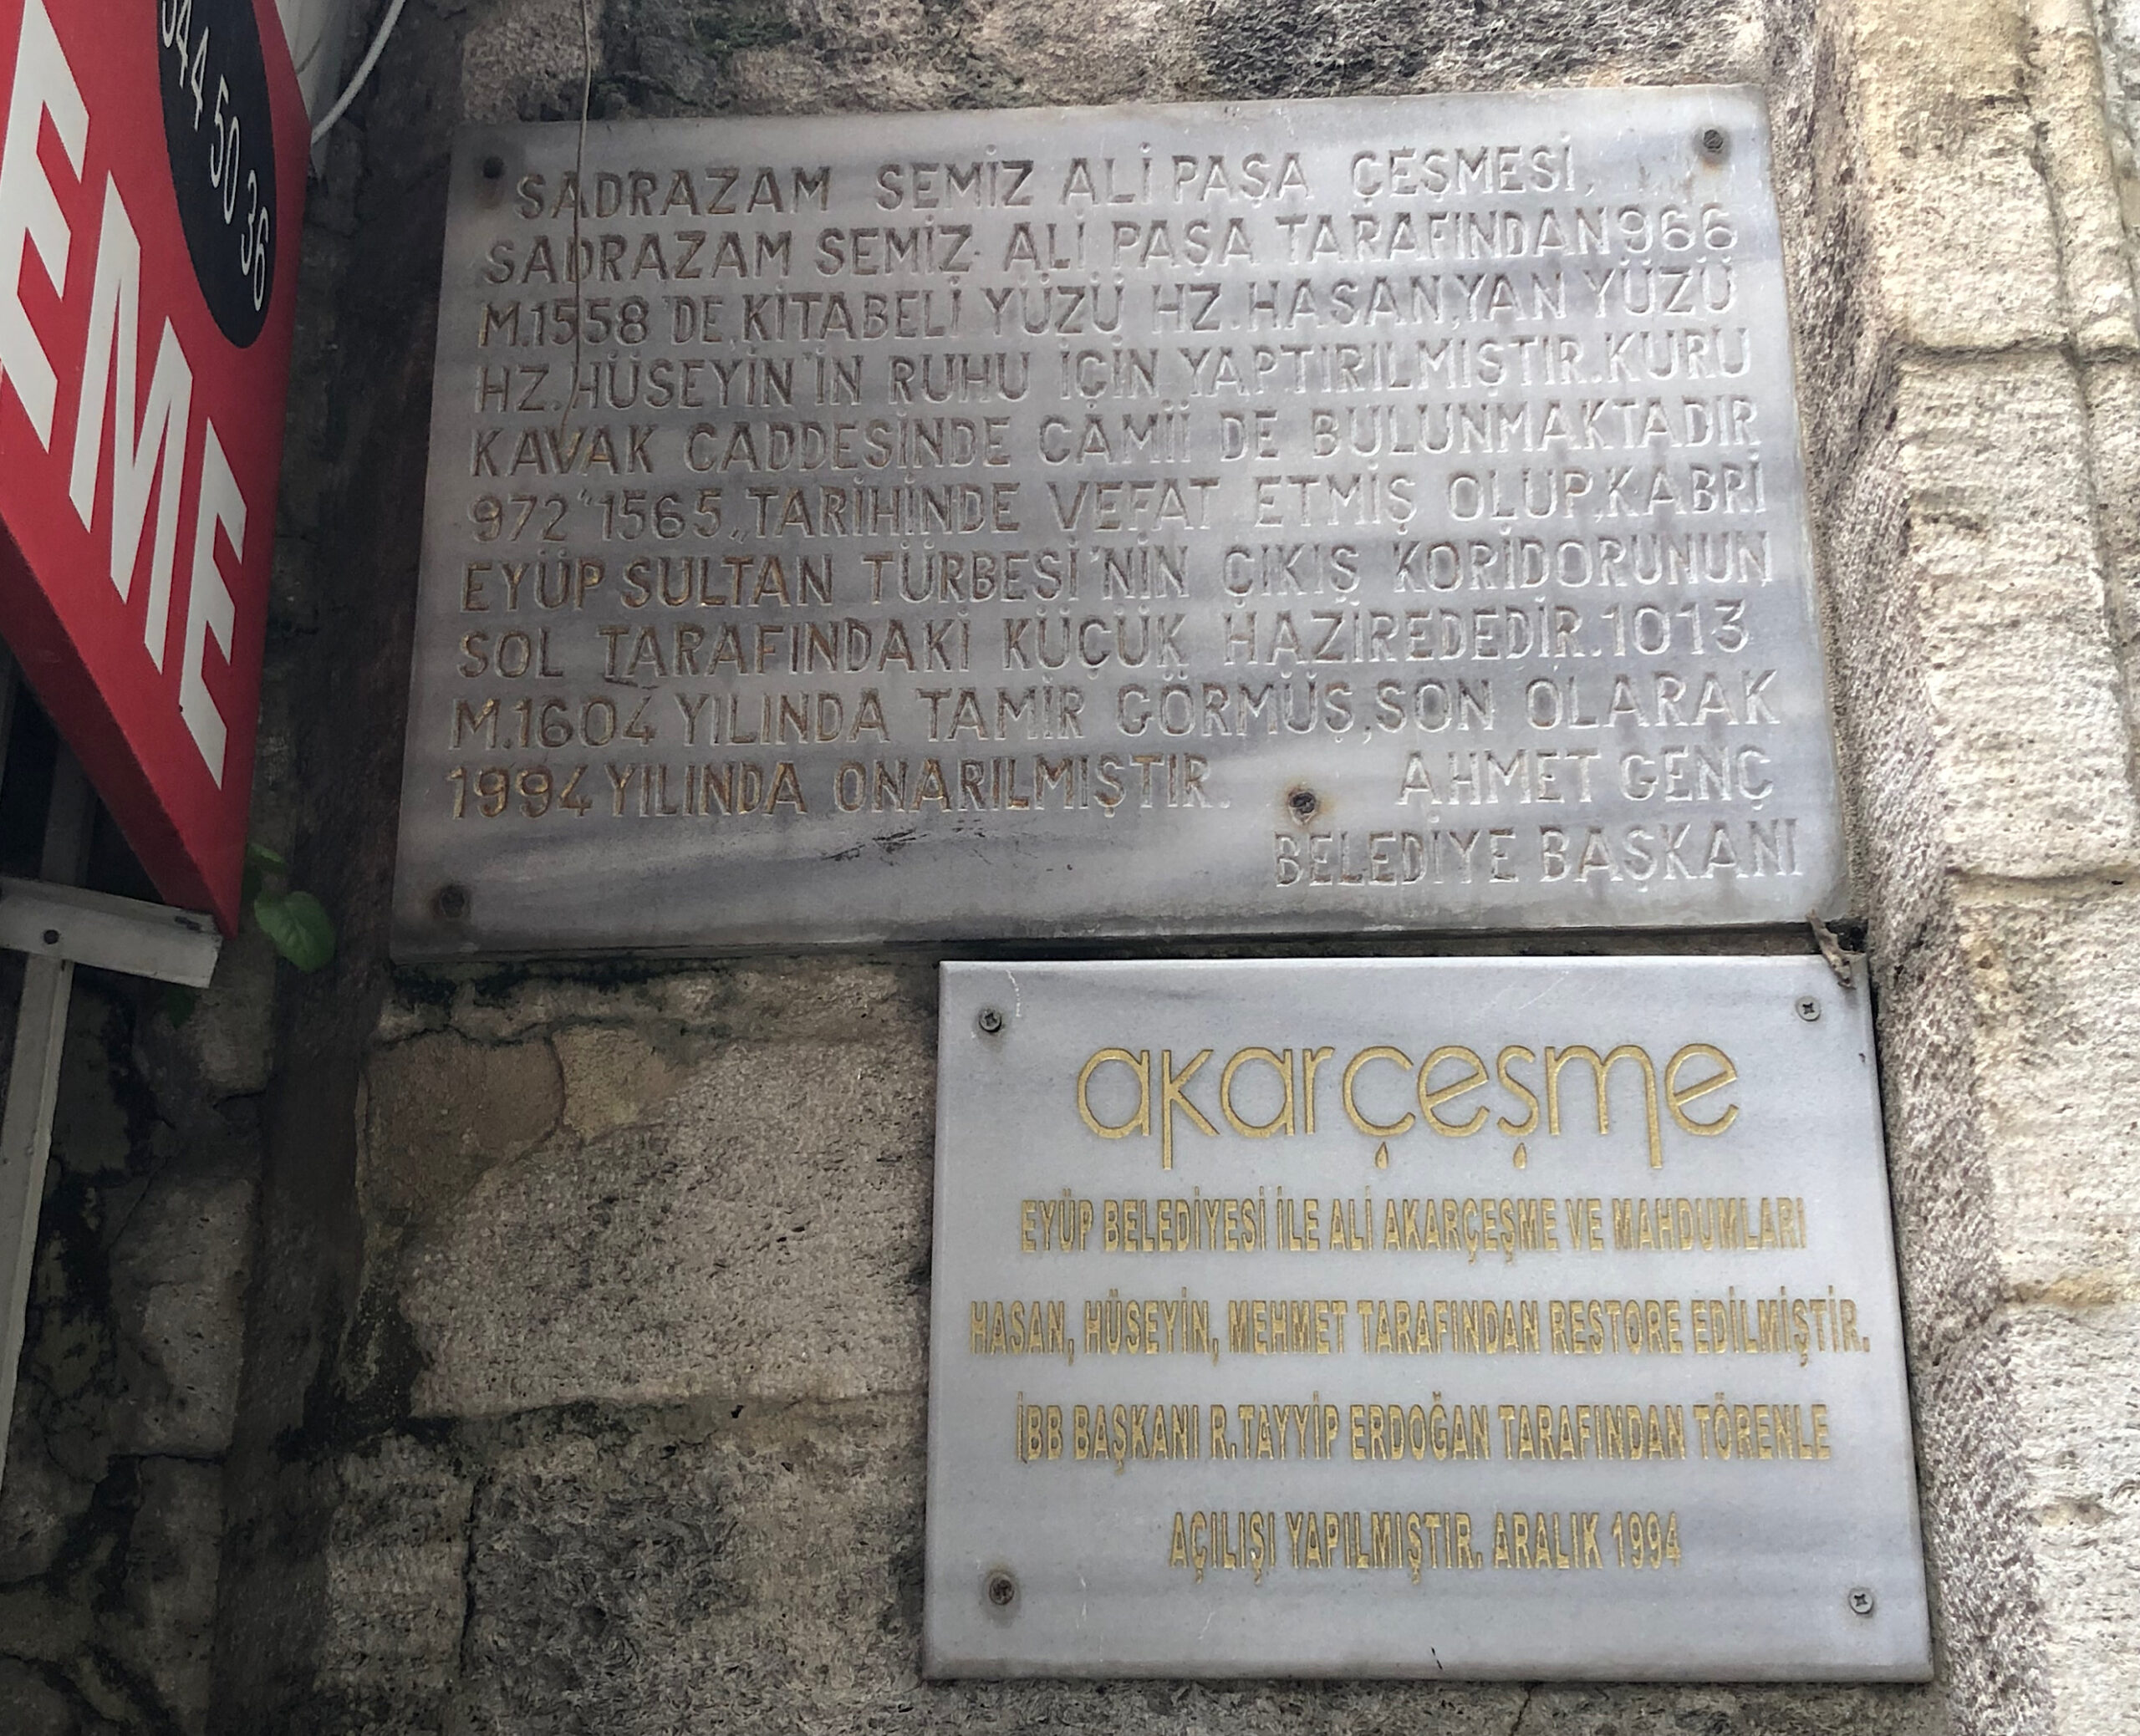 544 50 36
EME
SADRAZAM SEMİZ ALİ PAŞA ÇEŞMESİ,
SADRAZAM SEMİZ ALİ PAŞA TARAFINDAN 966
M.1558'DE, KİTABELİ YÜZÜ HZ.HASAN, YAN YÜZÜ
HZ.HÜSEYİN'İN RUHU İÇİN YAPTIRILMIŞTIR.KURU
KAVAK CADDESİNDE CAMİİ DE BULUNMAKTADIR
972 "1565,, TARİHİNDE VEFAT ETMİŞ OLUP, KABRİ
EYÜP SULTAN TÜRBESİ'NİN ÇIKIŞ KORİDORUNUN
SOL TARAFINDAKİ KÜÇÜK HAZİREDEDİR.1013
M.1604 YILINDA TAMİR GÖRMÜŞ, SON OLARAK
1994 YILINDA ONARILMIŞTIR. AHMET GENÇ
BELEDİYE BAŞKANI
akarçeşme
EYÜP BELEDİYESİ İLE ALİ AKARÇEŞME VE MAHDUMLARI
HASAN, HÜSEYİN, MEHMET TARAFINDAN RESTORE EDİLMİŞTİR.
İBB BAŞKANI R.TAYYİP ERDOĞAN TARAFINDAN TÖRENLE
AÇILIŞI YAPILMIŞTIR. ARALIK 1994